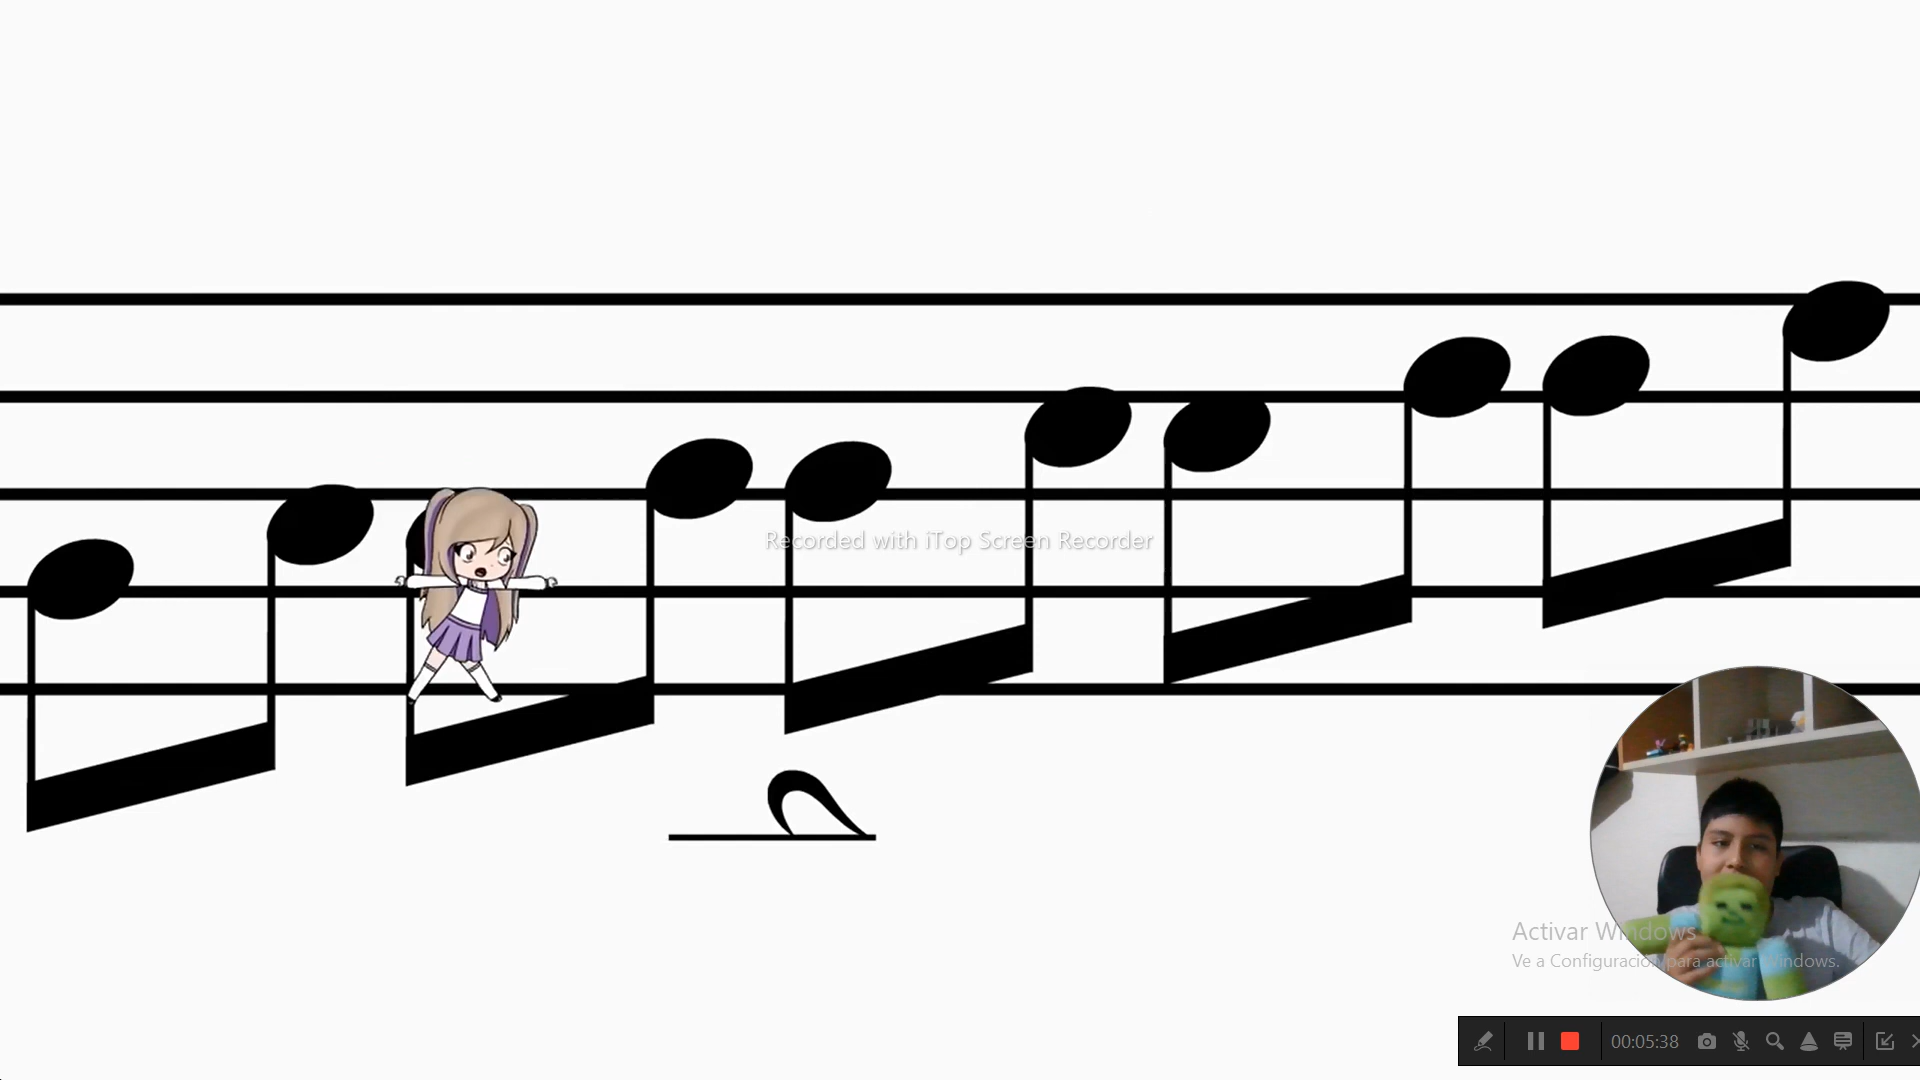 Recorded with iTop Screen Recorder
Activar Windows
Ve a Configuración para activar Windows.
00:05:38